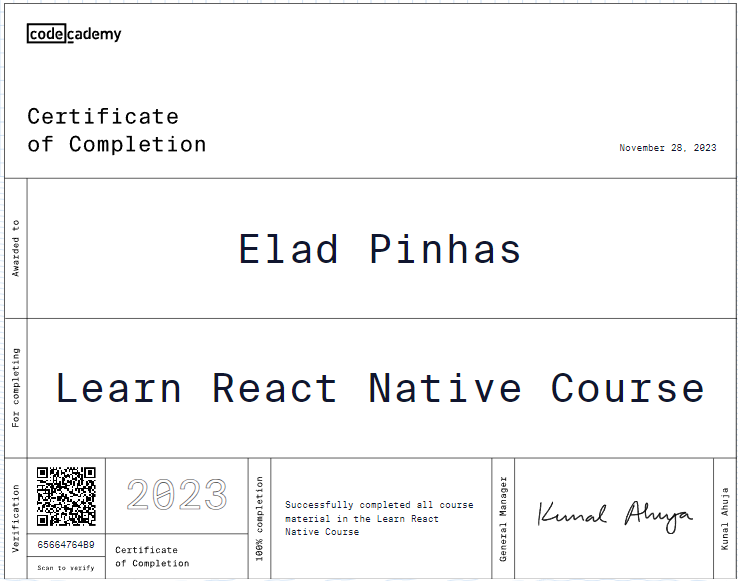 codecademy
Certificate
of Completion
November 28, 2023
Awarded to
Elad Pinhas
For completing
Learn React Native Course
Verification
65664764B9
Scan to verify
2023
Certificate
of Completion
100% completion
Successfully completed all course
material in the Learn React
Native Course
General Manager
Kunal Ahuja
Kunal Ahuja